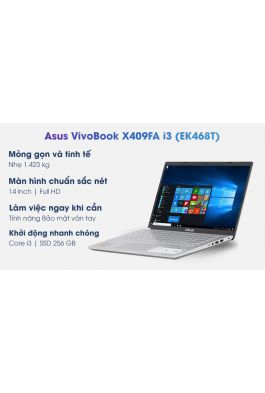 Asus VivoBook X409FA i3 (EK468T)
Mỏng gọn và tinh tế
Nhẹ 1.423 kg
Màn hình chuẩn sắc nét
14 inch | Full HD
Làm việc ngay khi cần
Tính năng Bảo mật vân tay
Khởi động nhanh chóng
Core i3 | SSD 256 GB
ASUS